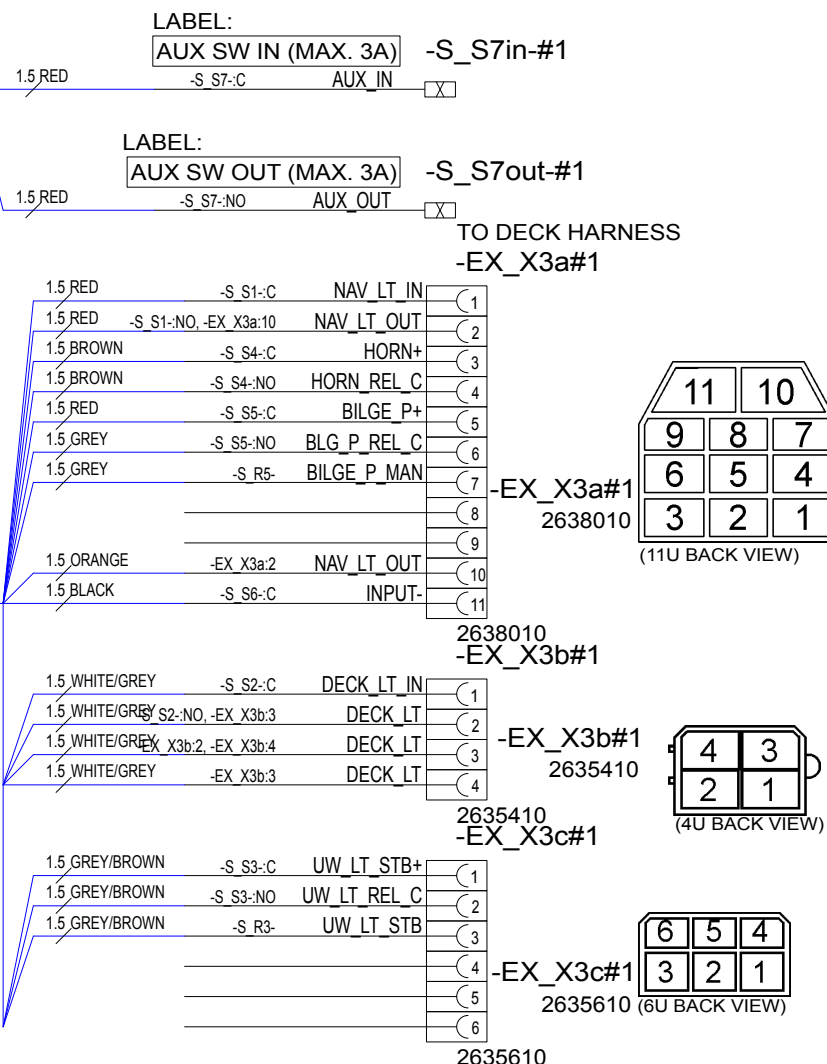 LABEL:
AUX SW IN (MAX. 3A) -S_S7in-#1
1.5 RED -S_S7-:C AUX_IN X
LABEL:
AUX SW OUT (MAX. 3A) -S_S7out-#1
1.5 RED -S_S7-:NO AUX_OUT X
TO DECK HARNESS
-EX_X3a#1
1.5 RED -S_S1-:C NAV_LT_IN 1
1.5 RED -S_S1-:NO, -EX_X3a:10 NAV_LT_OUT 2
1.5 BROWN -S_S4-:C HORN+ 3
1.5 BROWN -S_S4-:NO HORN_REL_C 4
1.5 RED -S_S5-:C BILGE_P+ 5
1.5 GREY -S_S5-:NO BLG_P_REL_C 6
1.5 GREY -S_R5- BILGE_P_MAN 7
8
9
1.5 ORANGE -EX_X3a:2 NAV_LT_OUT 10
1.5 BLACK -S_S6-:C INPUT- 11
2638010
-EX_X3a#1
2638010
11 10
9 8 7
6 5 4
3 2 1
(11U BACK VIEW)
-EX_X3b#1
1.5 WHITE/GREY -S_S2-:C DECK_LT_IN 1
1.5 WHITE/GREY -S_S2-:NO, -EX_X3b:3 DECK_LT 2
1.5 WHITE/GREY -EX_X3b:2, -EX_X3b:4 DECK_LT 3
1.5 WHITE/GREY -EX_X3b:3 DECK_LT 4
2635410
-EX_X3b#1
2635410
4 3
2 1
(4U BACK VIEW)
-EX_X3c#1
1.5 GREY/BROWN -S_S3-:C UW_LT_STB+ 1
1.5 GREY/BROWN -S_S3-:NO UW_LT_REL_C 2
1.5 GREY/BROWN -S_R3- UW_LT_STB 3
4
5
6
2635610
-EX_X3c#1
2635610
6 5 4
3 2 1
(6U BACK VIEW)